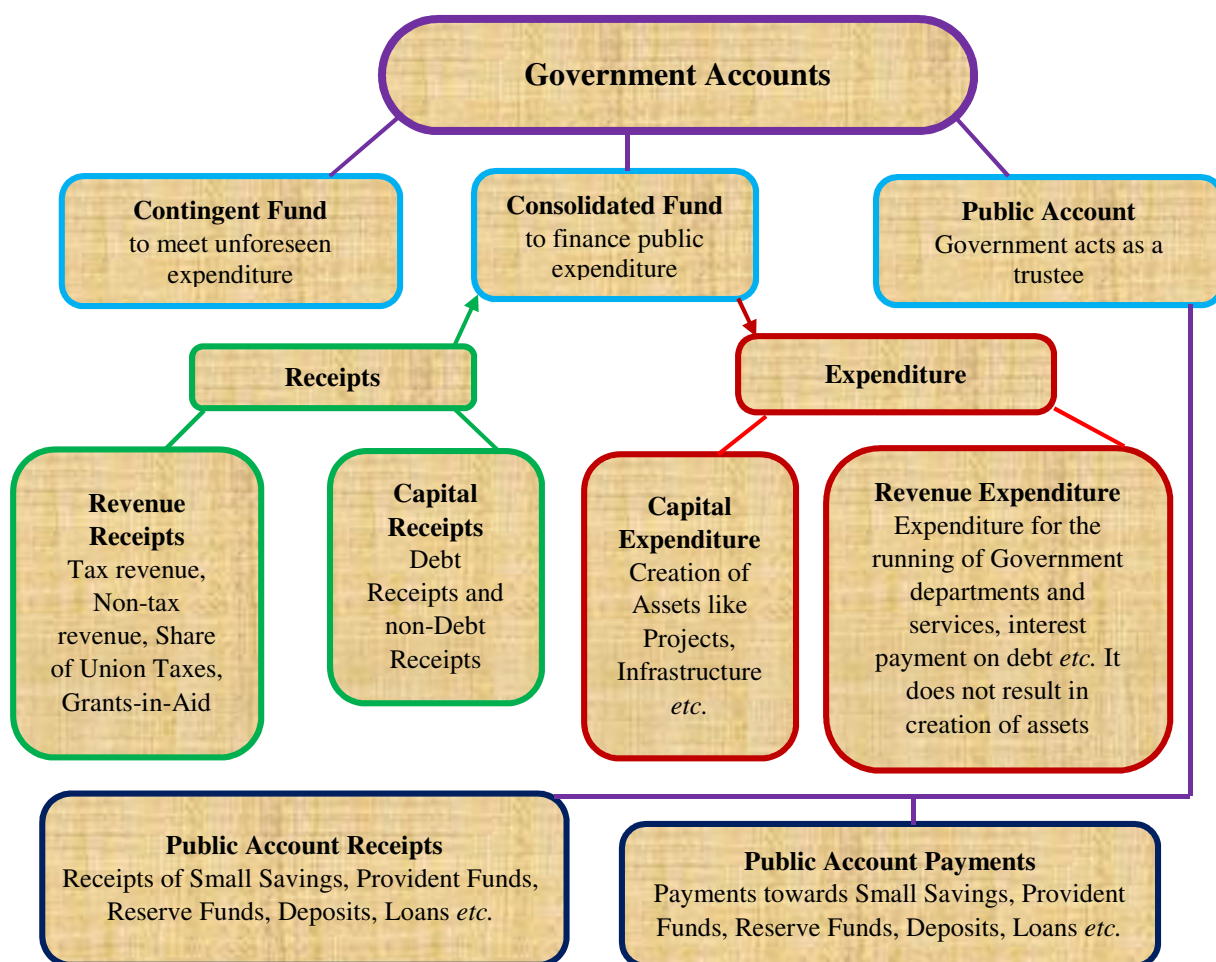 Government Accounts
Contingent Fund
to meet unforeseen
expenditure
Consolidated Fund
to finance public
expenditure
Public Account
Government acts as a
trustee
Receipts
Expenditure
Revenue
Receipts
Tax revenue,
Non-tax
revenue, Share
of Union Taxes,
Grants-in-Aid
Capital
Receipts
Debt
Receipts and
non-Debt
Receipts
Capital
Expenditure
Creation of
Assets like
Projects,
Infrastructure
etc.
Revenue Expenditure
Expenditure for the
running of Government
departments and
services, interest
payment on debt etc. It
does not result in
creation of assets
Public Account Receipts
Receipts of Small Savings, Provident Funds,
Reserve Funds, Deposits, Loans etc.
Public Account Payments
Payments towards Small Savings, Provident
Funds, Reserve Funds, Deposits, Loans etc.